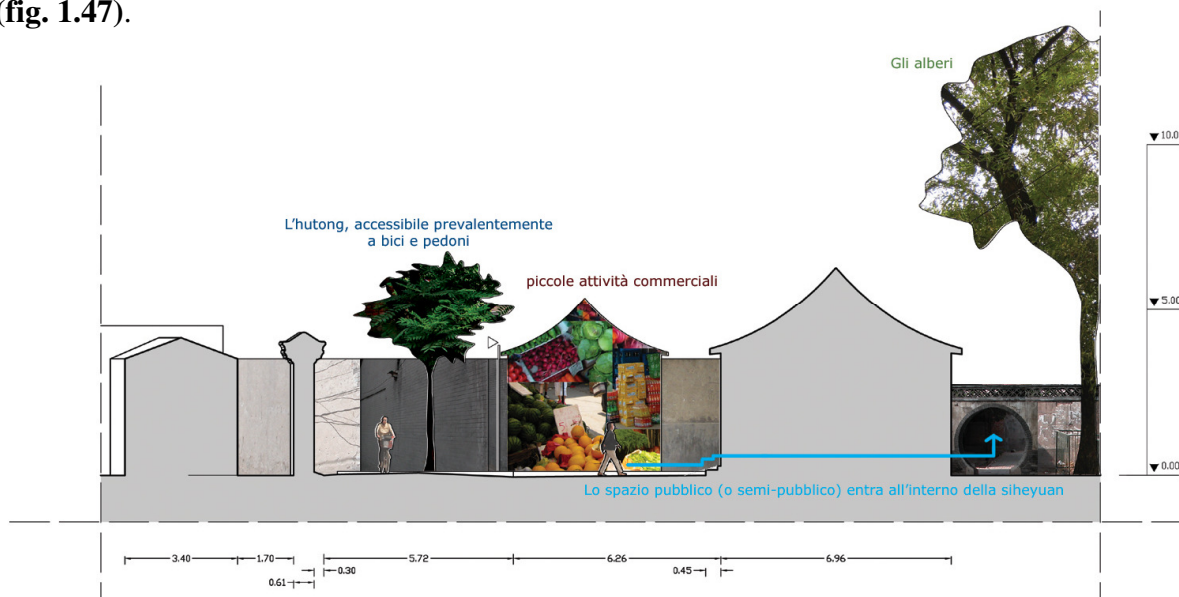 (fig. 1.47).
Gli alberi
10.0
L'hutong, accessibile prevalentemente
a bici e pedoni
piccole attività commerciali
5.00
0.00
Lo spazio pubblico (o semi-pubblico) entra all'interno della siheyuan
3.40 1.70 5.72 6.26 6.96
0.30 0.45
0.61